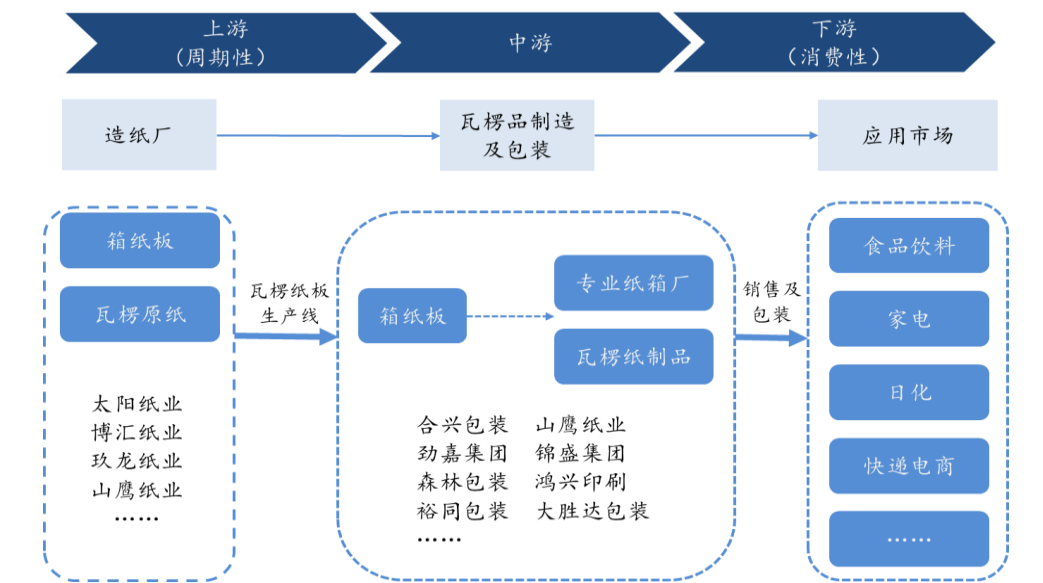 上游
（周期性）
中游
下游
（消费性）
造纸厂
瓦楞品制造
及包装
应用市场
箱纸板
瓦楞原纸
太阳纸业
博汇纸业
玖龙纸业
山鹰纸业
……
瓦楞纸板
生产线
箱纸板
专业纸箱厂
瓦楞纸制品
合兴包装 山鹰纸业
劲嘉集团 锦盛集团
森林包装 鸿兴印刷
裕同包装 大胜达包装
……
销售及
包装
食品饮料
家电
日化
快递电商
……